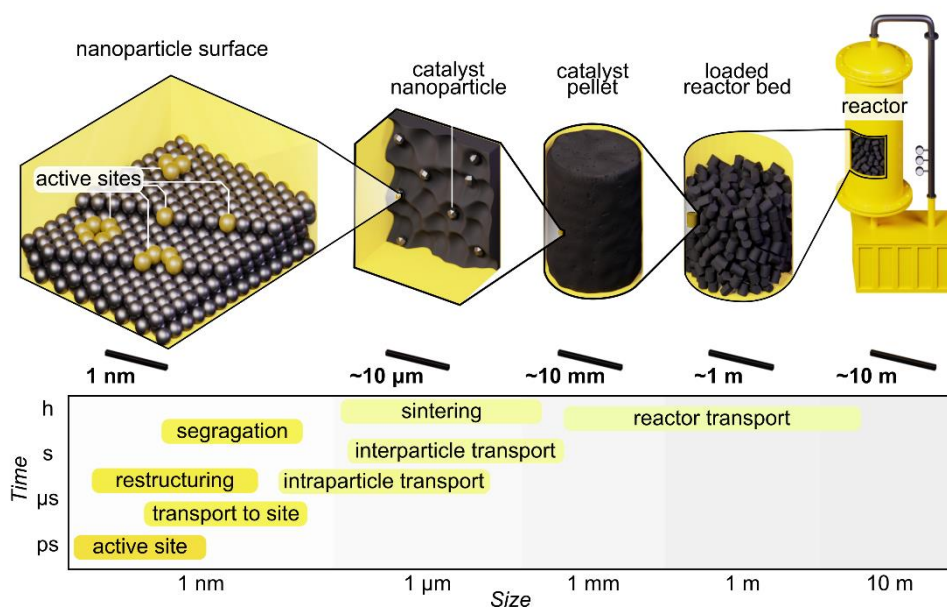 nanoparticle surface
catalyst
nanoparticle
catalyst
pellet
loaded
reactor bed
reactor
active sites
1 nm
~10 µm
~10 mm
~1 m
~10 m
h
sintering
reactor transport
segragation
s
interparticle transport
restructuring
intraparticle transport
Time
µs
transport to site
ps
active site
1 nm
1 µm
1 mm
1 m
10 m
Size